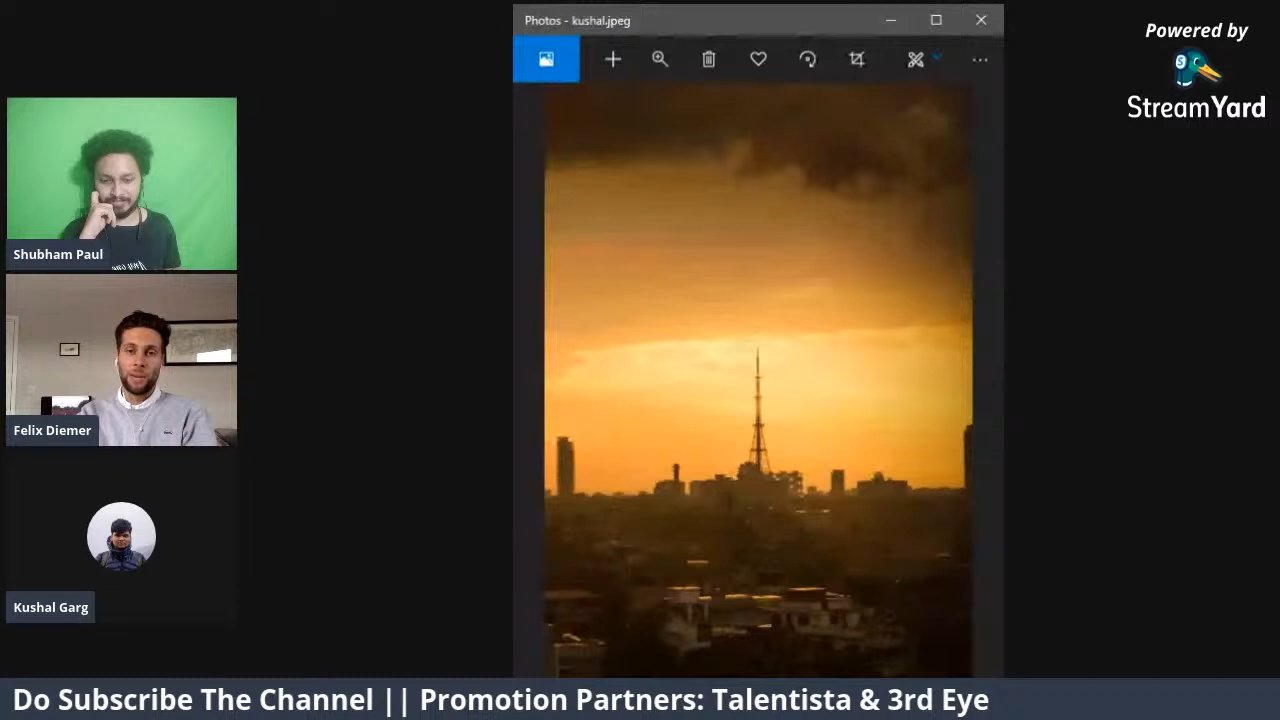 Photos - kushal.jpeg
Powered by
StreamYard
Shubham Paul
Felix Diemer
Kushal Garg
Do Subscribe The Channel || Promotion Partners: Talentista & 3rd Eye